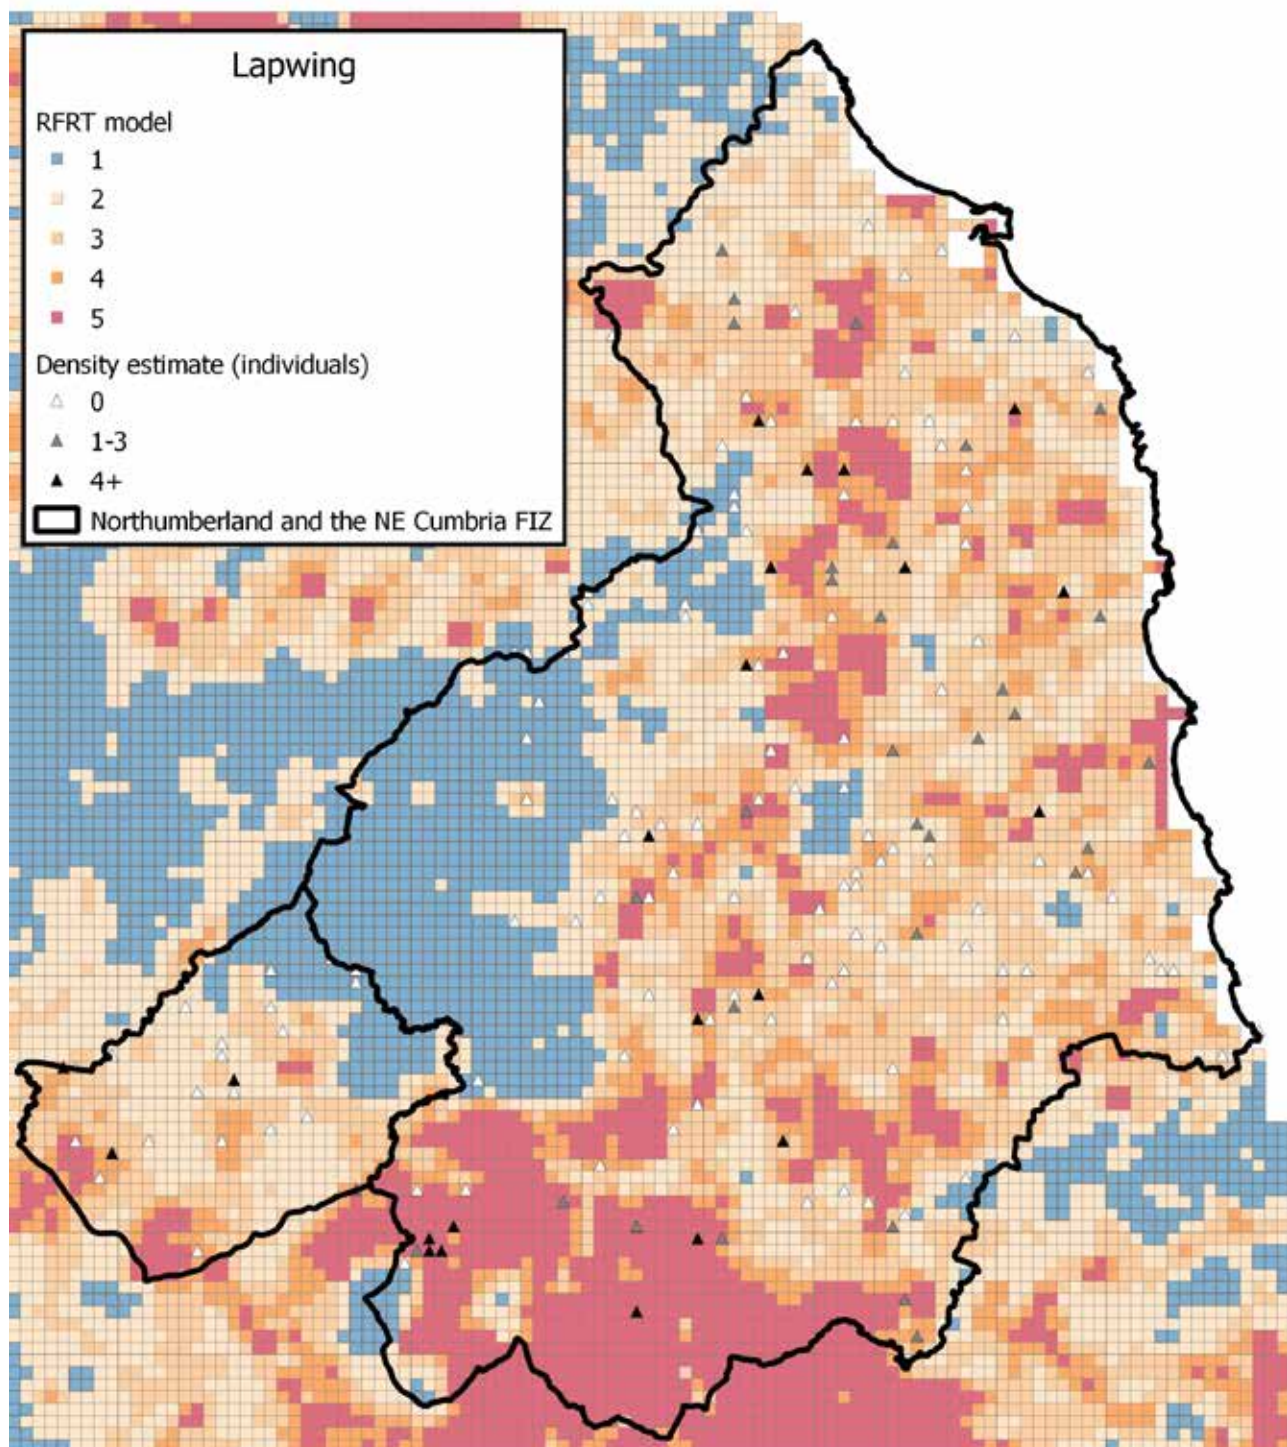 Lapwing
RFRT model
1
2
3
4
5
Density estimate (individuals)
0
1-3
4+
Northumberland and the NE Cumbria FIZ